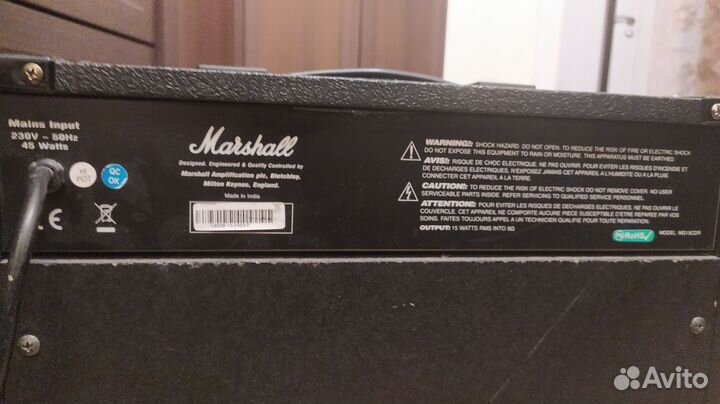 Mains Input
230V ~ 50Hz
45 Watts
HI
POT
QC
OK
CE
Marshall
Designed, Engineered & Quality Controlled by
Marshall Amplification plc, Bletchley,
Milton Keynes, England.
Made in India
WARNING!: SHOCK HAZARD. DO NOT OPEN. TO REDUCE THE RISK OF FIRE OR ELECTRIC SHOCK
DO NOT EXPOSE THIS EQUIPMENT TO RAIN OR MOISTURE. THIS APPARATUS MUST BE EARTHED.
AVIS!: RISQUE DE CHOC ELECTRIQUE. NE PAS OUVRIR. AFIN D'EVITER LES RISQUES D'INCENDIE ET
DE DECHARGES ELECTRIQUES, N'EXPOSEZ JAMAIS CET APPAREIL A L'HUMIDITE OU A LA PLUIE
CONNECTER CET APPAREIL A LA TERRE
CAUTION!: TO REDUCE THE RISK OF ELECTRIC SHOCK DO NOT REMOVE COVER. NO USER
SERVICEABLE PARTS INSIDE. REFER SERVICING TO QUALIFIED SERVICE PERSONNEL.
ATTENTION!: POUR EVITER LES RISQUES DE DECHARGES ELECTRIQUES, NE PAS RETIRER LE
COUVERCLE. CET APPAREIL NE COMPORTE AUCUNE PIECE SUSCEPTIBLE D'ETRE REPAREE PAR VOS
SOINS. FAITES TOUJOURS APPEL A UN TECHNICIEN QUALIFIE POUR TOUTE REPARATION.
OUTPUT: 15 WATTS RMS INTO 8Ω
RoHS
MODEL: MG15CDR
Avito